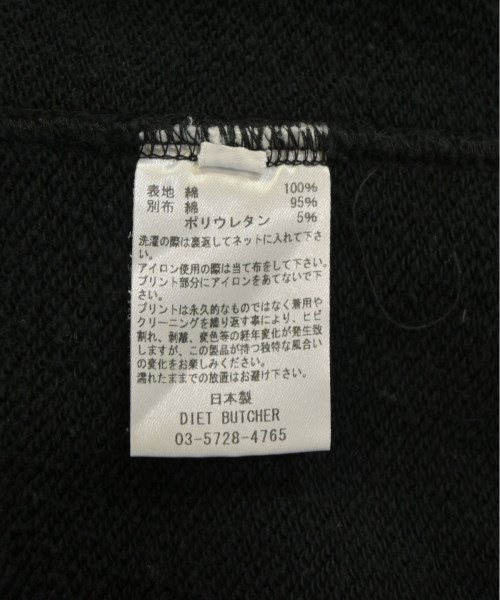 表地 綿 100%
別布 綿 95%
ポリウレタン 5%
洗濯の際は裏返してネットに入れて下さ
い。
アイロン使用の際は当て布をして下さい。
プリント部分にアイロンをあてないで下
さい。
プリントは永久的なものではなく着用や
クリーニングを繰り返す事により、ヒビ
割れ、剥離、変色等の経年変化が発生致
しますが、この製品が持つ独特な風合い
の変化をお楽しみください。
濡れたままでの放置はお避け下さい。
日本製
DIET BUTCHER
03-5728-4765